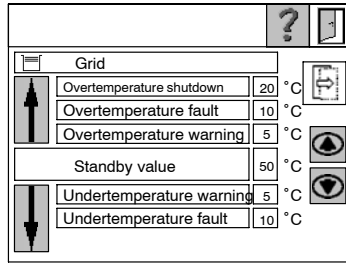 ?
Grid
Overtemperature shutdown 20 °C
Overtemperature fault 10 °C
Overtemperature warning 5 °C
Standby value 50 °C
Undertemperature warning 5 °C
Undertemperature fault 10 °C